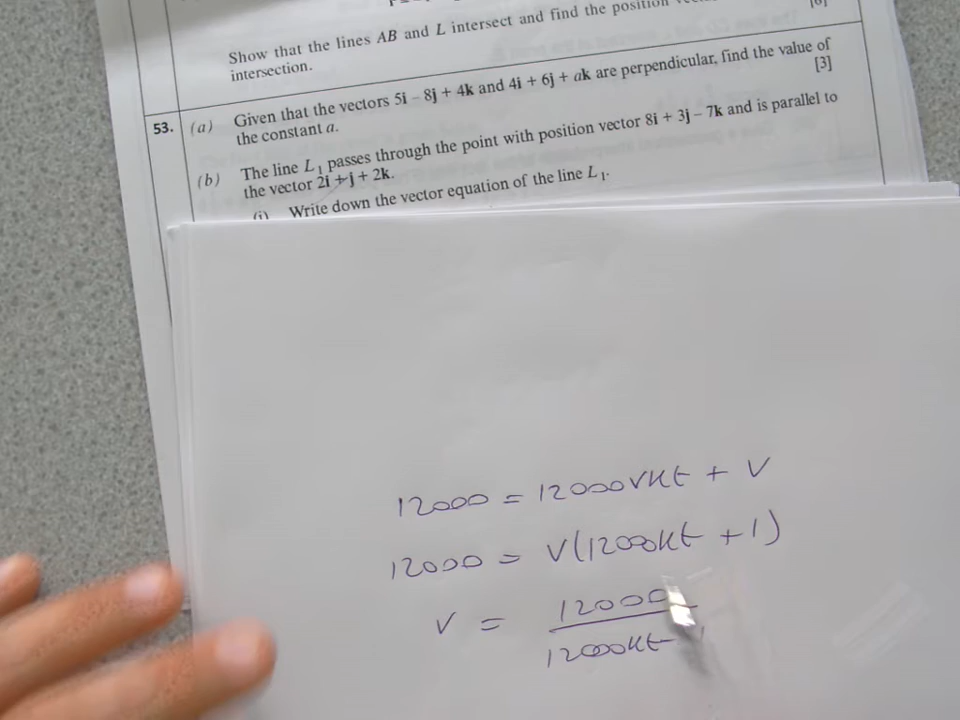 Show that the lines AB and L intersect and find the position
intersection.
[6]
53. (a) Given that the vectors 5i – 8j + 4k and 4i + 6j + ak are perpendicular, find the value of
the constant a. [3]
(b) The line L₁ passes through the point with position vector 8i + 3j – 7k and is parallel to
the vector 2i + j + 2k.
(i) Write down the vector equation of the line L₁.
12000 = 12000Vkt + V
12000 = V(12000kt + 1)
V = 12000
12000kt